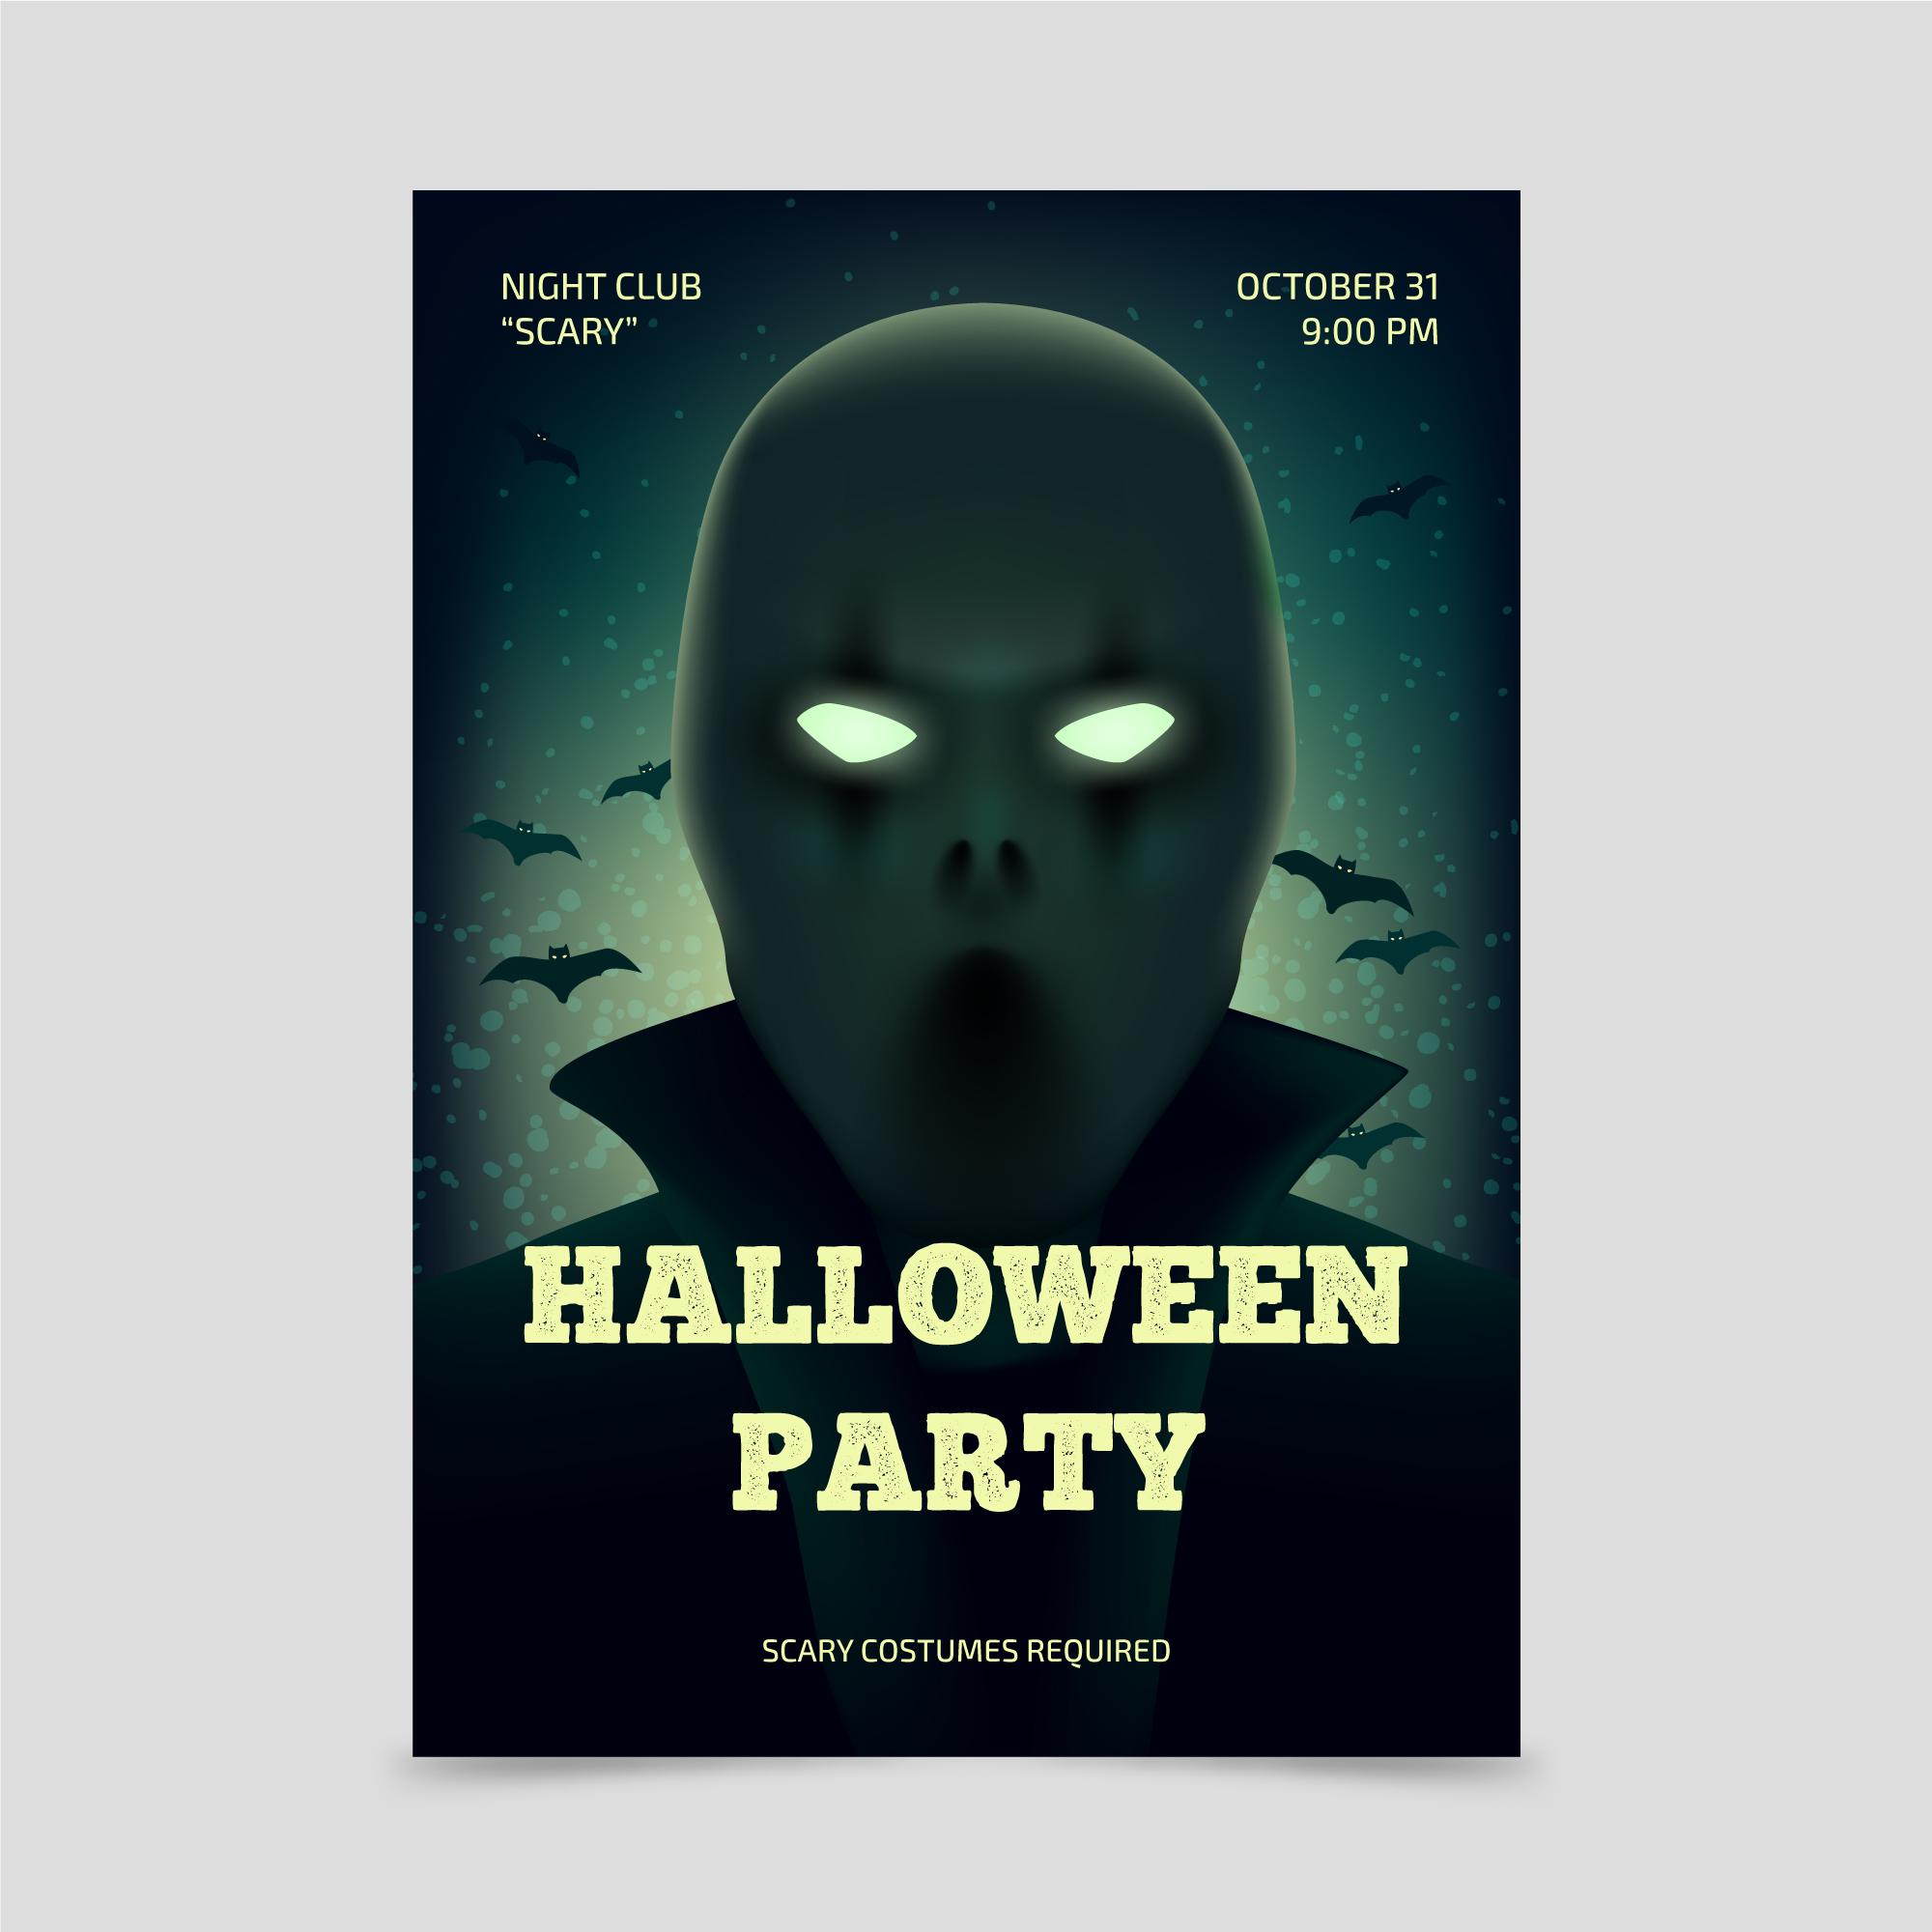 NIGHT CLUB
“SCARY”
OCTOBER 31
9:00 PM
HALLOWEEN
PARTY
SCARY COSTUMES REQUIRED